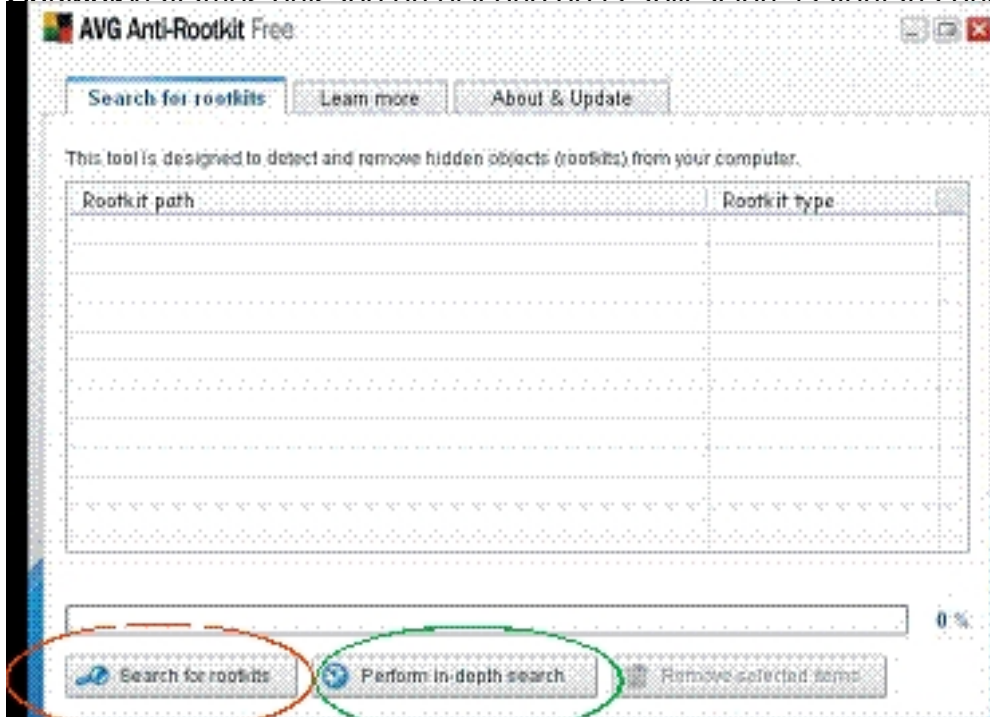 AVG Anti-Rootkit Free
Search for rootkits Learn more About & Update
This tool is designed to detect and remove hidden objects (rootkits) from your computer.
Rootkit path Rootkit type
0 %
Search for rootkits Perform in-depth search Remove selected items